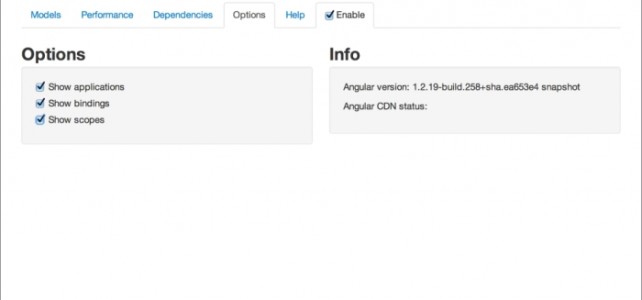 Models Performance Dependencies Options Help Enable
Options
Show applications
Show bindings
Show scopes
Info
Angular version: 1.2.19-build.258+sha.ea653e4 snapshot
Angular CDN status: